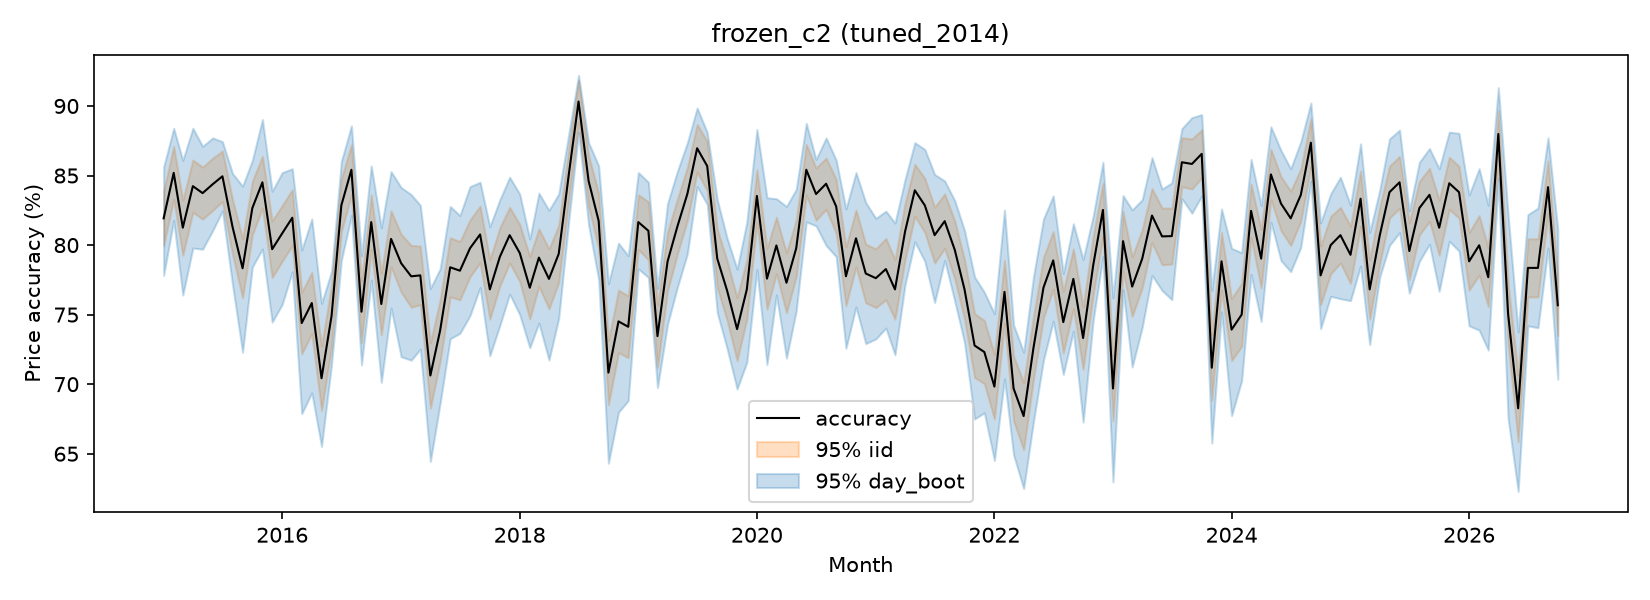 frozen_c2 (tuned_2014)
Price accuracy (%)
90
85
80
75
70
65
accuracy
95% iid
95% day_boot
2016
2018
2020
2022
2024
2026
Month